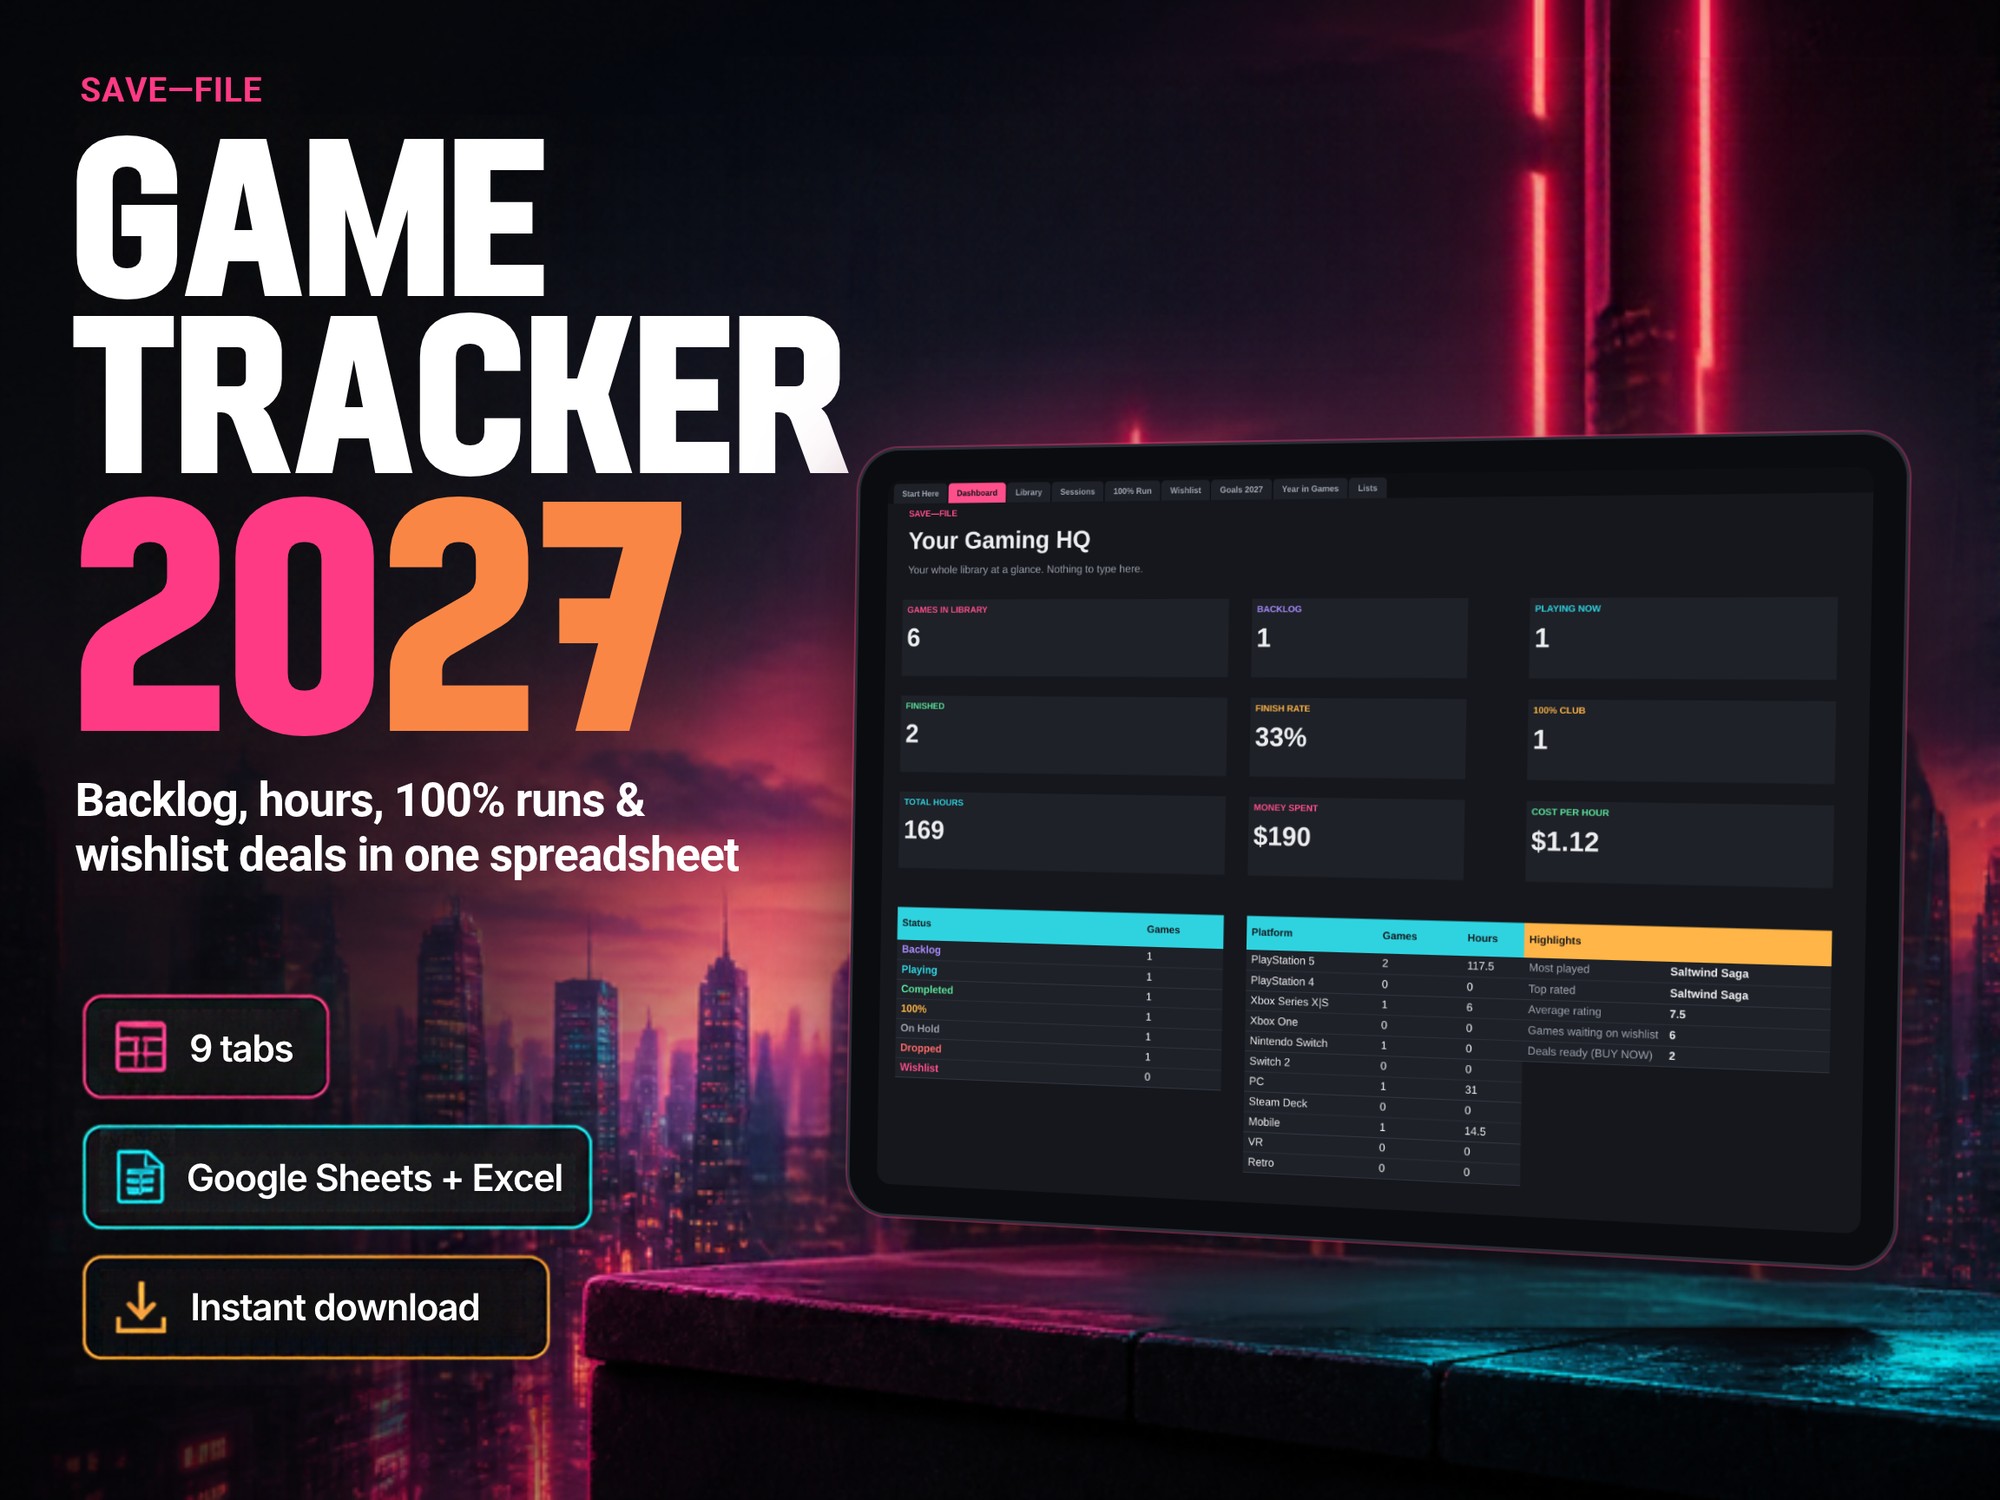 SAVE—FILE
GAME
TRACKER
2027
Backlog, hours, 100% runs &
wishlist deals in one spreadsheet
9 tabs
Google Sheets + Excel
Instant download
Start Here Dashboard Library Sessions 100% Run Wishlist Goals 2027 Year in Games Lists
SAVE—FILE
Your Gaming HQ
Your whole library at a glance. Nothing to type here.
GAMES IN LIBRARY BACKLOG PLAYING NOW
6 1 1
FINISHED FINISH RATE 100% CLUB
2 33% 1
TOTAL HOURS MONEY SPENT COST PER HOUR
169 $190 $1.12
Status Games
Backlog 1
Playing 1
Completed 1
100% 1
On Hold 1
Dropped 1
Wishlist 0
Platform Games Hours
PlayStation 5 2 117.5
PlayStation 4 0 0
Xbox Series X|S 1 6
Xbox One 0 0
Nintendo Switch 1 0
Switch 2 0 0
PC 1 31
Steam Deck 0 0
Mobile 1 14.5
VR 0 0
Retro 0 0
Highlights
Most played Saltwind Saga
Top rated Saltwind Saga
Average rating 7.5
Games waiting on wishlist 6
Deals ready (BUY NOW) 2